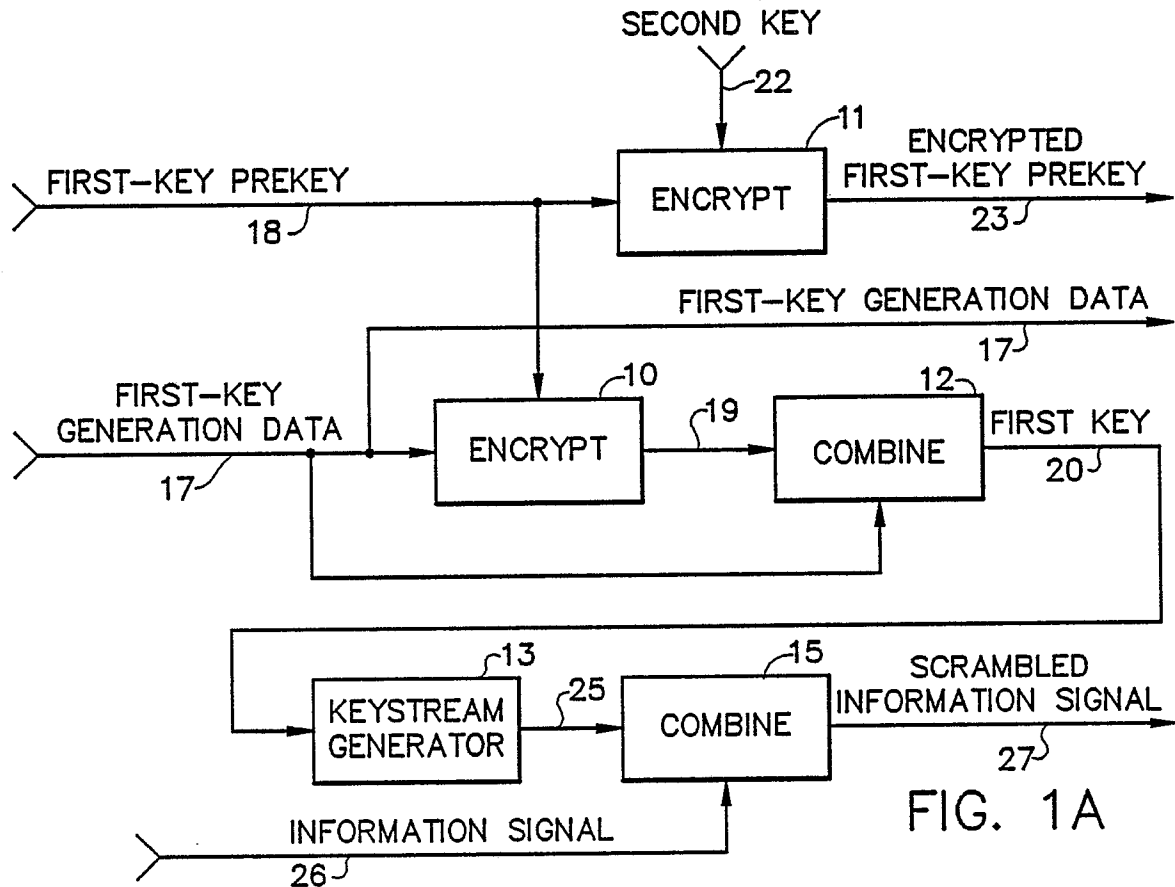 SECOND KEY
22
11
FIRST–KEY PREKEY
18
ENCRYPT
ENCRYPTED
FIRST–KEY PREKEY
23
FIRST–KEY GENERATION DATA
17
FIRST–KEY
GENERATION DATA
17
10
ENCRYPT
19
12
COMBINE
FIRST KEY
20
13
KEYSTREAM
GENERATOR
25
15
COMBINE
SCRAMBLED
INFORMATION SIGNAL
27
INFORMATION SIGNAL
26
FIG. 1A